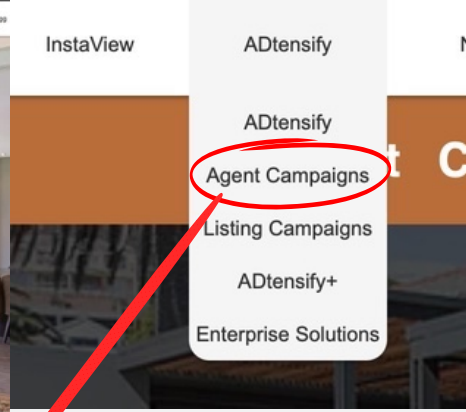 InstaView
ADtensify
ADtensify
Agent Campaigns
Listing Campaigns
ADtensify+
Enterprise Solutions